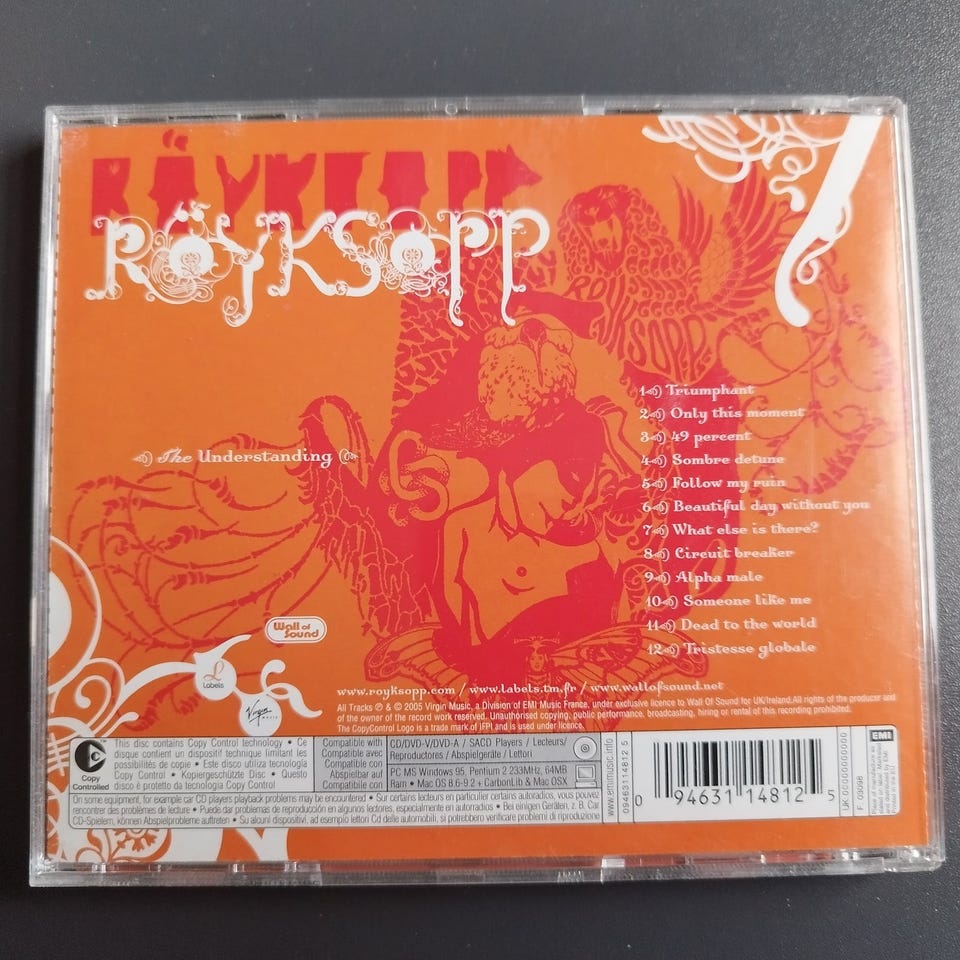 RÖYKSOPP
RÖYKSOPP
RÖYKSOPP
The Understanding
1 Triumphant
2 Only this moment
3 49 percent
4 Sombre detune
5 Follow my ruin
6 Beautiful day without you
7 What else is there?
8 Circuit breaker
9 Alpha male
10 Someone like me
11 Dead to the world
12 Tristesse globale
Wall of Sound
L Labels
Virgin MUSIC
www.royksopp.com / www.labels.tm.fr / www.wallofsound.net
All Tracks ℗ & © 2005 Virgin Music, a Division of EMI Music France, under exclusive licence to Wall Of Sound for UK/Ireland.All rights of the producer and
of the owner of the record work reserved. Unauthorised copying, public performance, broadcasting, hiring or rental of this recording prohibited.
The CopyControl Logo is a trade mark of IFPI and is used under licence.
Copy Controlled
This disc contains Copy Control technology • Ce
disque contient un dispositif technique limitant les
possibilités de copie • Este disco utiliza tecnología
Copy Control • Kopiergeschützte Disc • Questo
disco è protetto da tecnologia Copy Control
Compatible with
Compatible avec
Compatible con
Abspielbar auf
Compatibile con
CD/DVD-V/DVD-A / SACD Players / Lecteurs/
Reproductores / Abspielgeräte / Lettori
PC MS Windows 95, Pentium 2 233MHz, 64MB
Ram • Mac OS 8.6-9.2 + CarbonLib & Mac OSX
On some equipment, for example car CD players playback problems may be encountered • Sur certains lecteurs en particulier certains autoradios, vous pouvez
rencontrer des problèmes de lecture • Puede dar problemas de reproducción en algunos lectores, especialmente en autoradios • Bei einigen Geräten, z. B. Car
CD-Spielern, können Abspielprobleme auftreten • Su alcuni dispositivi, ad esempio lettori Cd delle automobili, si potrebbero verificare problemi di riproduzione
www.emimusic.info
0946311481 2 5
0 94631 14812 5
F 03098
EMI